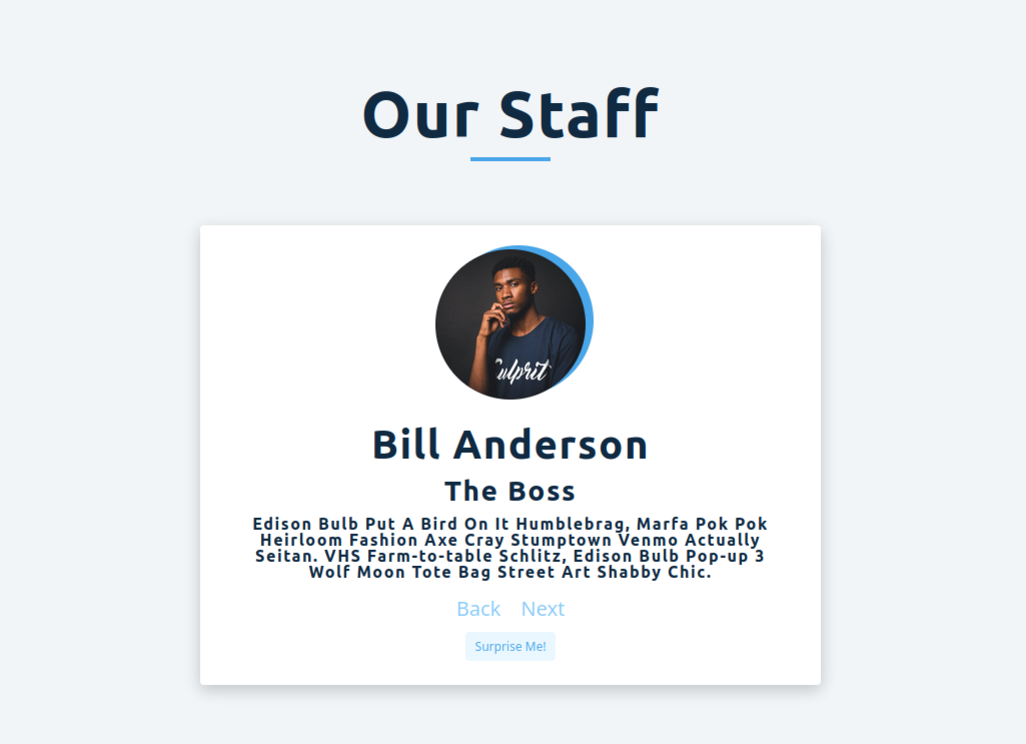 Our Staff
Culprit
Bill Anderson
The Boss
Edison Bulb Put A Bird On It Humblebrag, Marfa Pok Pok
Heirloom Fashion Axe Cray Stumptown Venmo Actually
Seitan. VHS Farm-to-table Schlitz, Edison Bulb Pop-up 3
Wolf Moon Tote Bag Street Art Shabby Chic.
Back Next
Surprise Me!